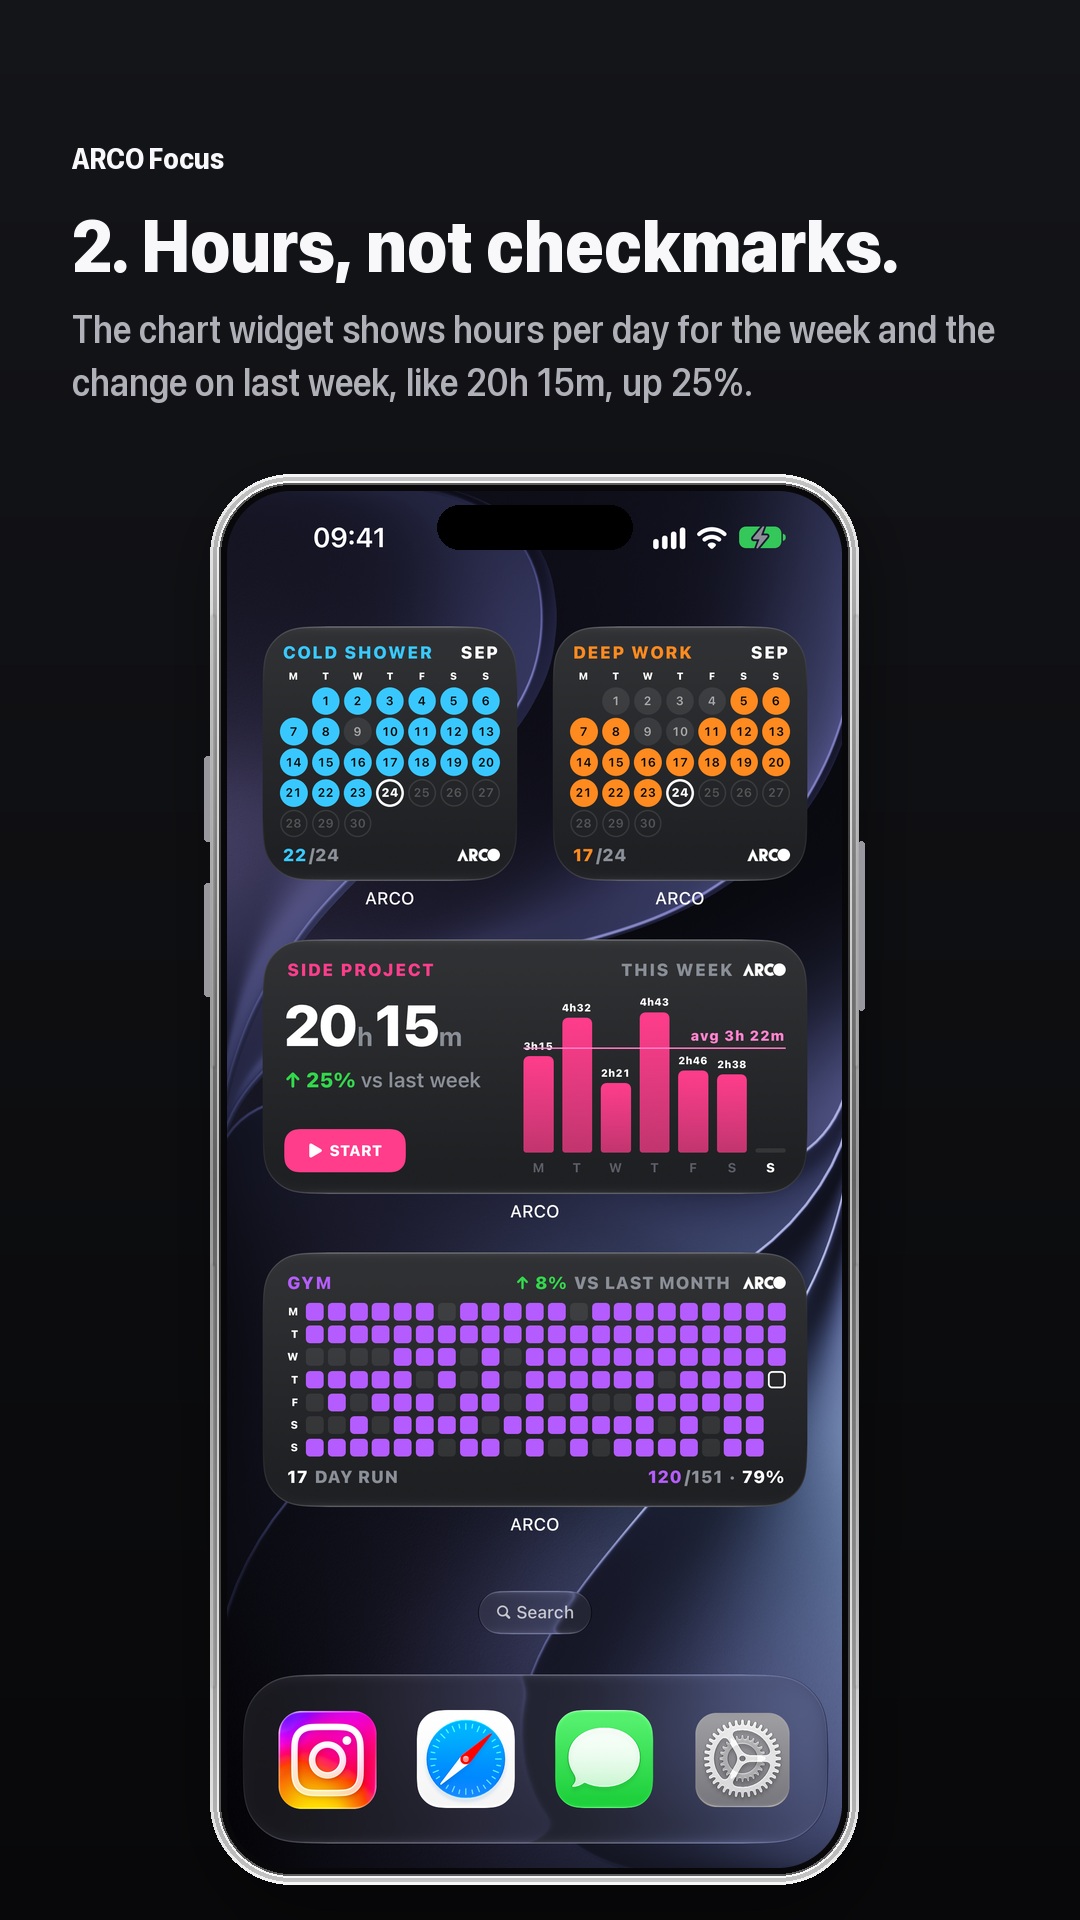 ARCO Focus
2. Hours, not checkmarks.
The chart widget shows hours per day for the week and the
change on last week, like 20h 15m, up 25%.
09:41
COLD SHOWER SEP
M T W T F S S
1 2 3 4 5 6
7 8 9 10 11 12 13
14 15 16 17 18 19 20
21 22 23 24 25 26 27
28 29 30
22/24 ARCO
ARCO
DEEP WORK SEP
M T W T F S S
1 2 3 4 5 6
7 8 9 10 11 12 13
14 15 16 17 18 19 20
21 22 23 24 25 26 27
28 29 30
17/24 ARCO
ARCO
SIDE PROJECT
20h 15m
↑ 25% vs last week
START
THIS WEEK ARCO
avg 3h 22m
3h15 4h32 2h21 4h43 2h46 2h38
M T W T F S S
ARCO
GYM ↑ 8% VS LAST MONTH ARCO
M
T
W
T
F
S
S
17 DAY RUN 120/151 · 79%
ARCO
Search